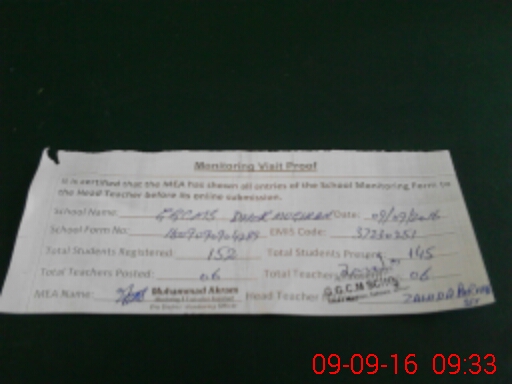 Monitoring Visit Proof
It is certified that the MEA has shown all entries of the School Monitoring Form to
the Head Teacher before its online submission.
School Name: GGCMS Date: 09/09/2016
School Form No: EMIS Code: 37230251
Total Students Registered: 152 Total Students Present: 145
Total Teachers Posted: 06 Total Teachers 06
MEA Name: Muhammad Akram Head Teacher
G.G.C.M
09-09-16 09:33